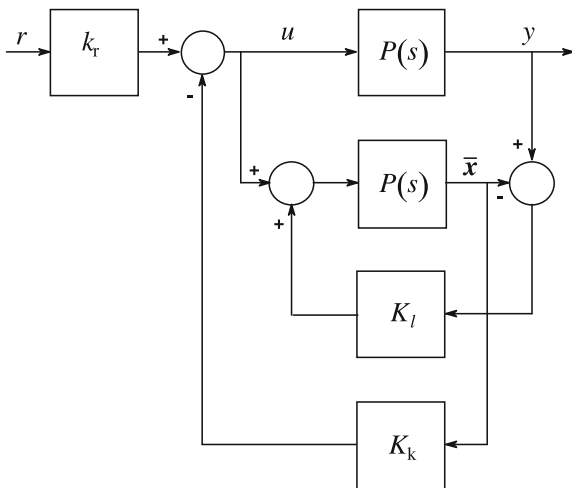 r
k_r
+
-
u
P(s)
y
+
+
P(s)
x̄
+
-
K_l
K_k